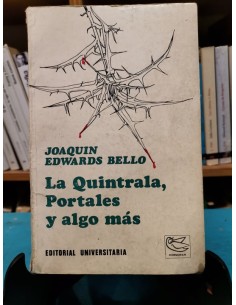 JOAQUIN
EDWARDS BELLO
La Quintrala,
Portales
y algo más
EDITORIAL UNIVERSITARIA